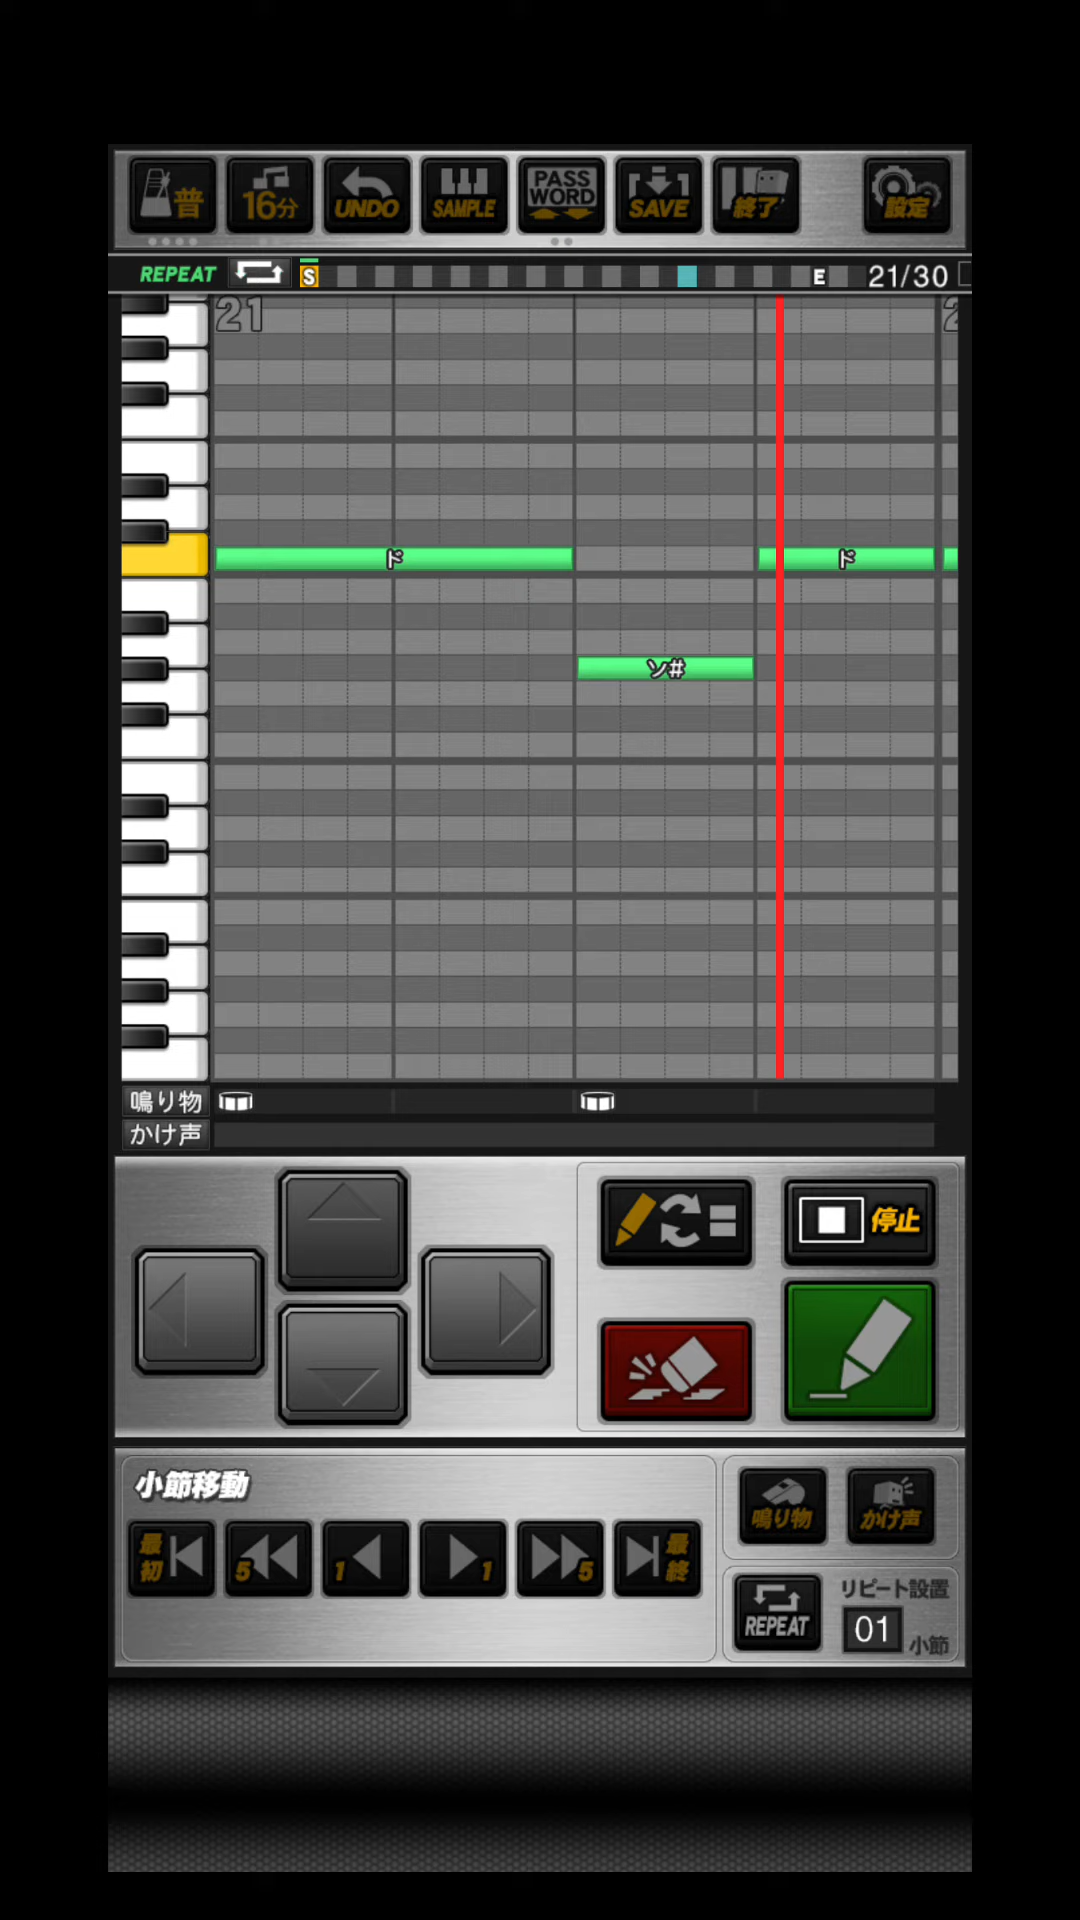 普 16分 UNDO SAMPLE PASS WORD SAVE 終了 設定
REPEAT S E 21/30
21
ド ド
ソ#
鳴り物
かけ声
停止
小節移動
最初 5 1 1 5 最終
鳴り物 かけ声
REPEAT リピート設置
01 小節